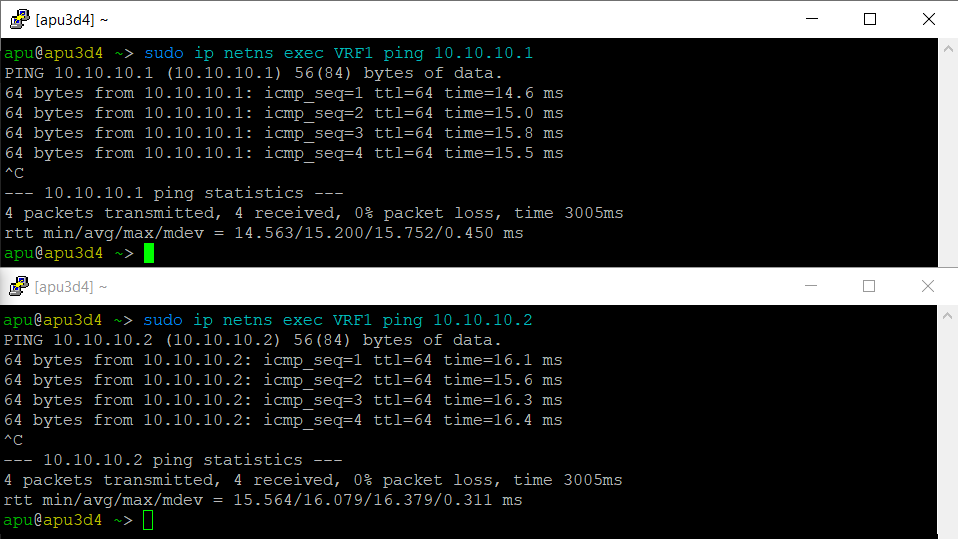 [apu3d4] ~
apu@apu3d4 ~> sudo ip netns exec VRF1 ping 10.10.10.1
PING 10.10.10.1 (10.10.10.1) 56(84) bytes of data.
64 bytes from 10.10.10.1: icmp_seq=1 ttl=64 time=14.6 ms
64 bytes from 10.10.10.1: icmp_seq=2 ttl=64 time=15.0 ms
64 bytes from 10.10.10.1: icmp_seq=3 ttl=64 time=15.8 ms
64 bytes from 10.10.10.1: icmp_seq=4 ttl=64 time=15.5 ms
^C
--- 10.10.10.1 ping statistics ---
4 packets transmitted, 4 received, 0% packet loss, time 3005ms
rtt min/avg/max/mdev = 14.563/15.200/15.752/0.450 ms
apu@apu3d4 ~>
[apu3d4] ~
apu@apu3d4 ~> sudo ip netns exec VRF1 ping 10.10.10.2
PING 10.10.10.2 (10.10.10.2) 56(84) bytes of data.
64 bytes from 10.10.10.2: icmp_seq=1 ttl=64 time=16.1 ms
64 bytes from 10.10.10.2: icmp_seq=2 ttl=64 time=15.6 ms
64 bytes from 10.10.10.2: icmp_seq=3 ttl=64 time=16.3 ms
64 bytes from 10.10.10.2: icmp_seq=4 ttl=64 time=16.4 ms
^C
--- 10.10.10.2 ping statistics ---
4 packets transmitted, 4 received, 0% packet loss, time 3005ms
rtt min/avg/max/mdev = 15.564/16.079/16.379/0.311 ms
apu@apu3d4 ~>